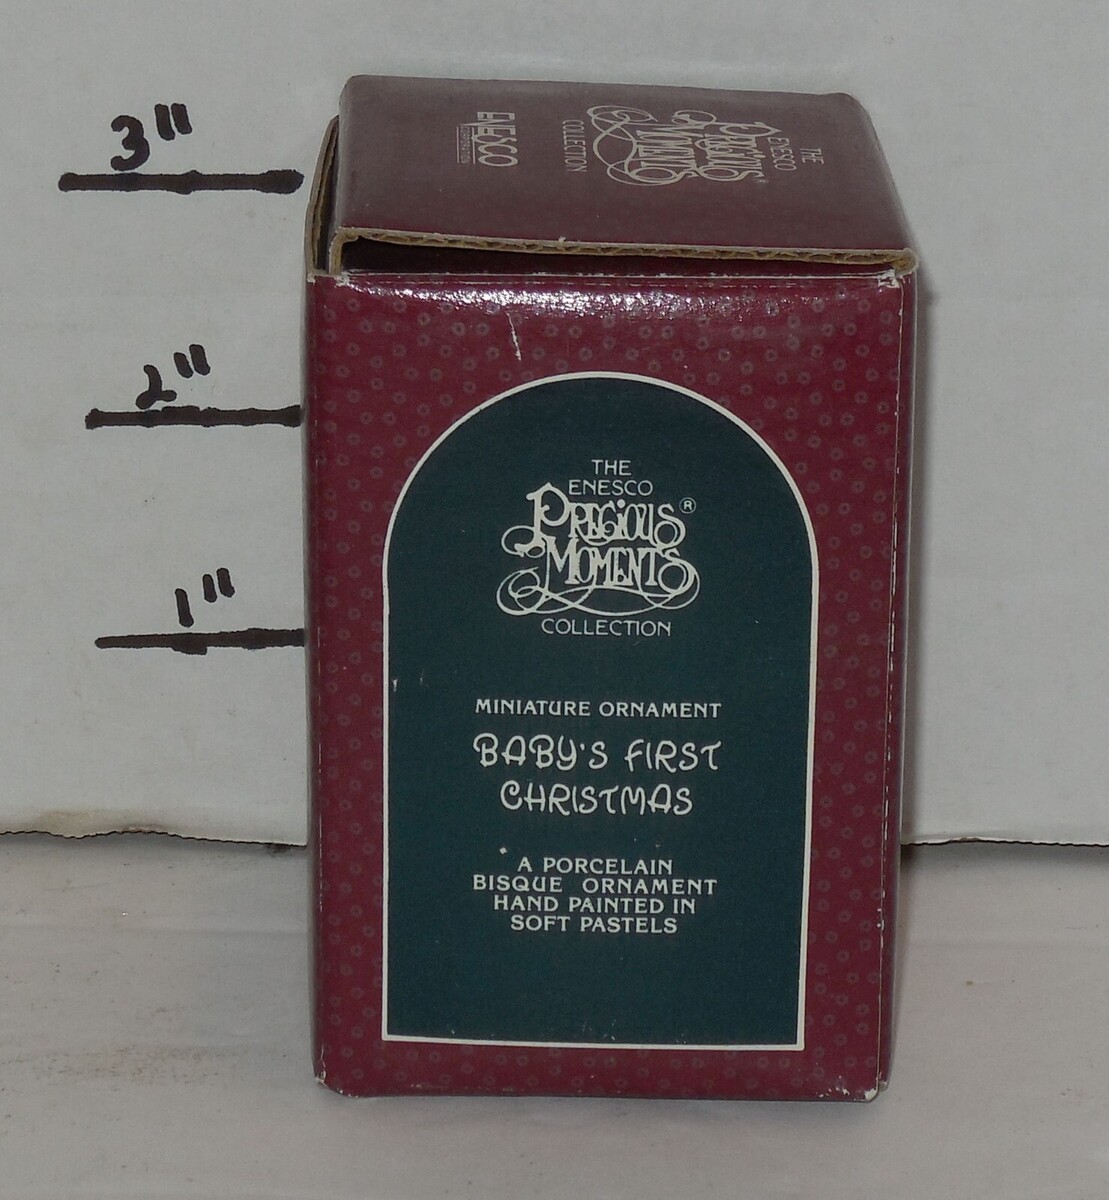 3"
2"
1"
THE
ENESCO
PRECIOUS
MOMENTS
COLLECTION
ENESCO
THE
ENESCO
PRECIOUS®
MOMENTS
COLLECTION
MINIATURE ORNAMENT
BABY'S FIRST
CHRISTMAS
A PORCELAIN
BISQUE ORNAMENT
HAND PAINTED IN
SOFT PASTELS